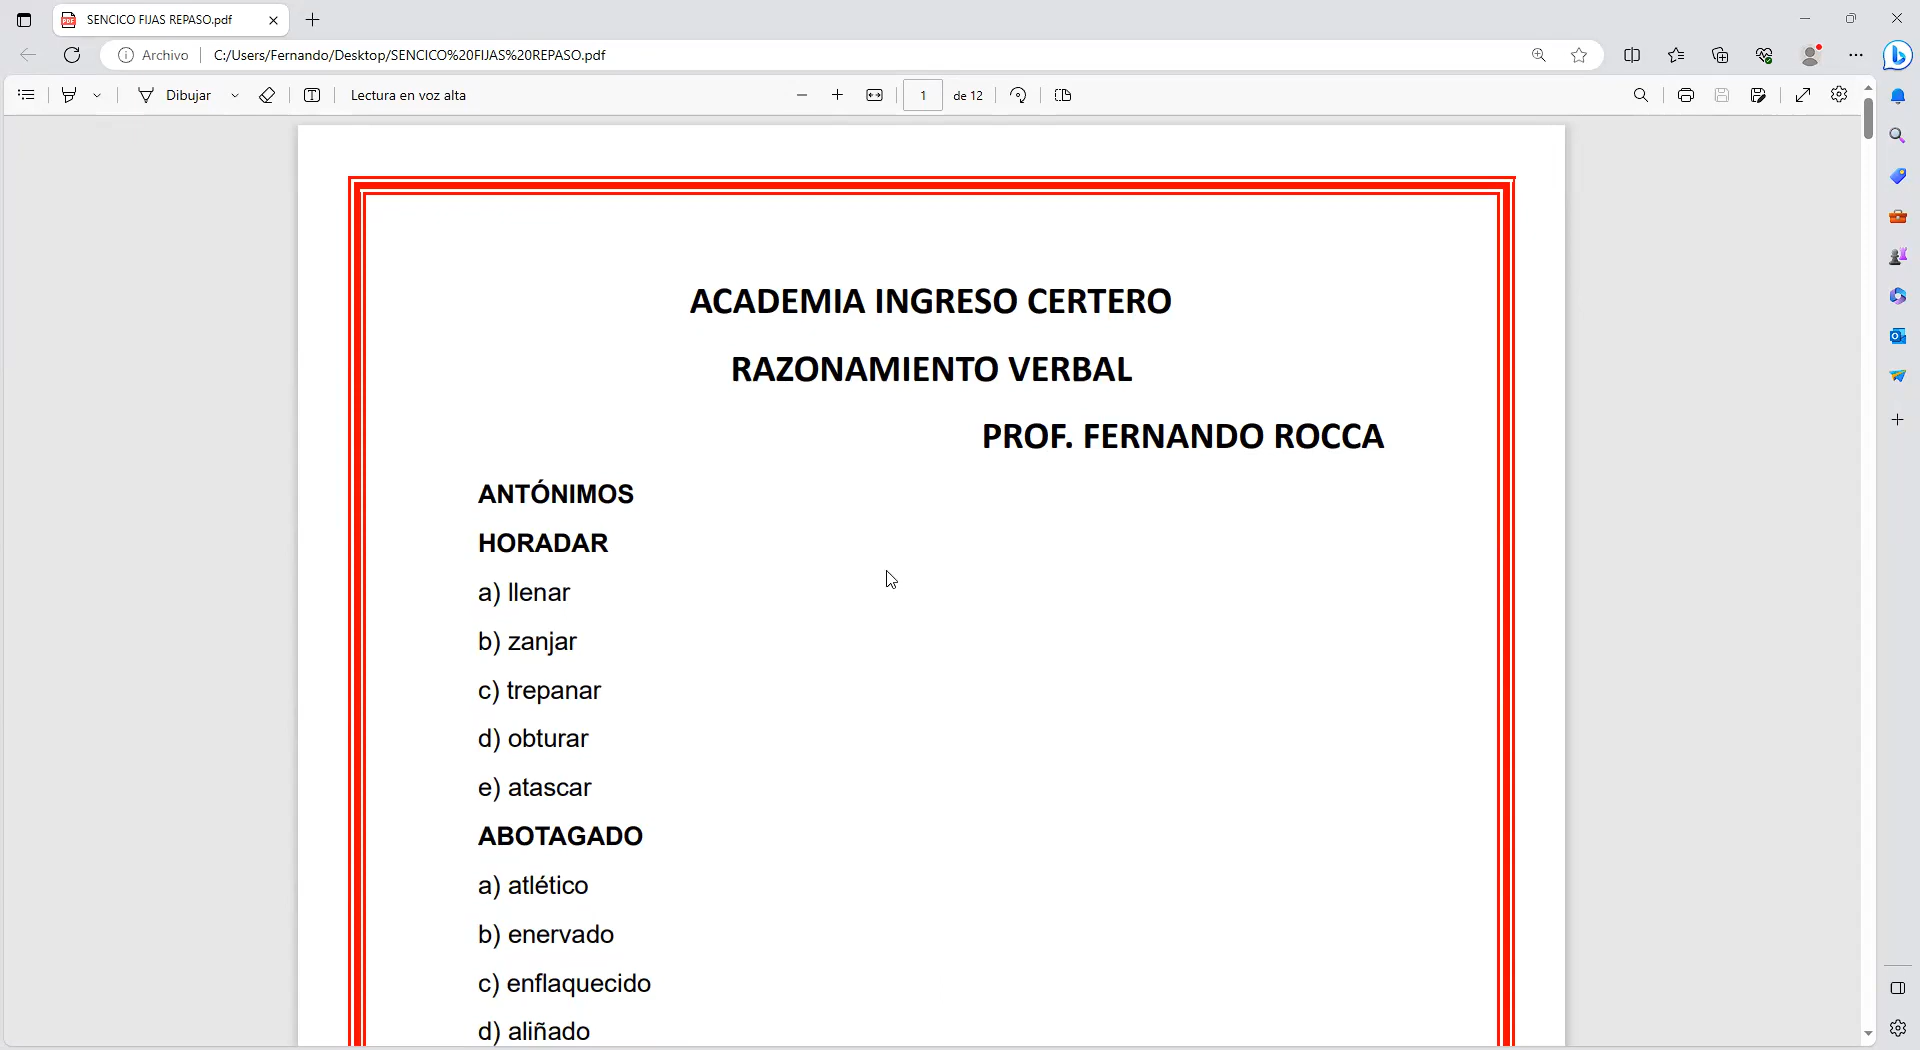 SENCICO FIJAS REPASO.pdf
Archivo
C:/Users/Fernando/Desktop/SENCICO%20FIJAS%20REPASO.pdf
Dibujar
Lectura en voz alta
1
de 12
ACADEMIA INGRESO CERTERO
RAZONAMIENTO VERBAL
PROF. FERNANDO ROCCA
ANTÓNIMOS
HORADAR
a) llenar
b) zanjar
c) trepanar
d) obturar
e) atascar
ABOTAGADO
a) atlético
b) enervado
c) enflaquecido
d) aliñado